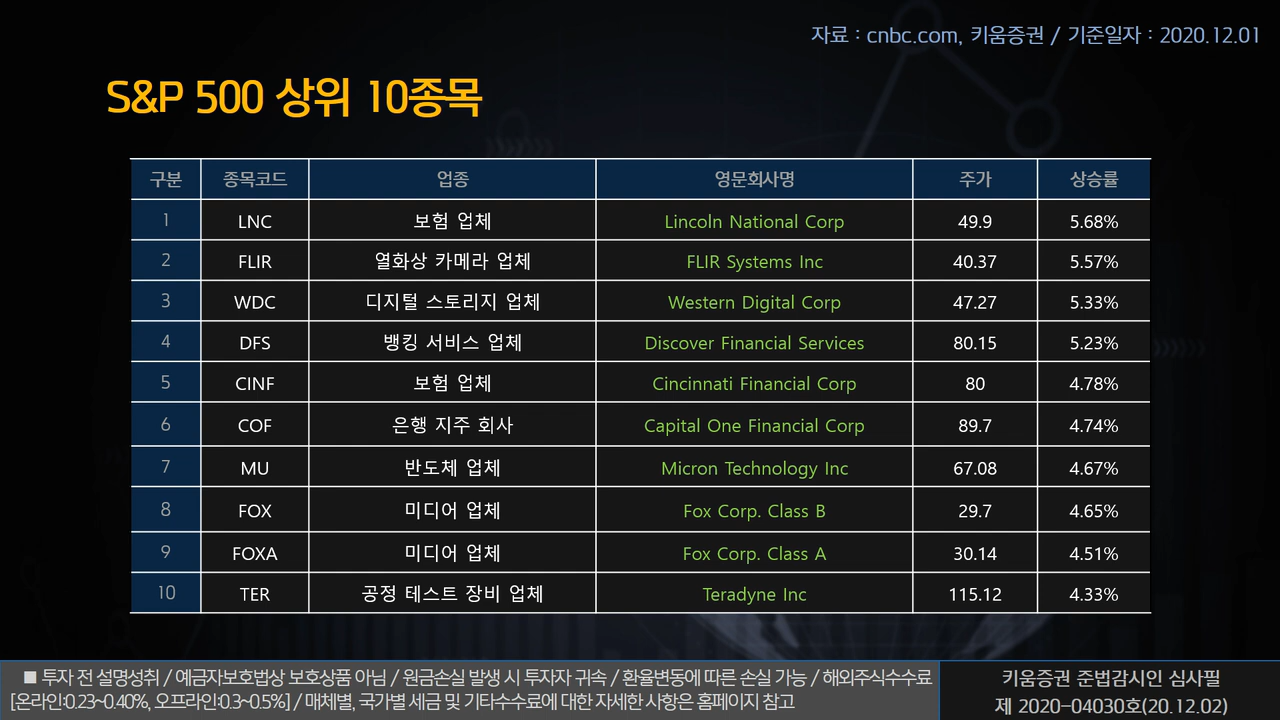 자료 : cnbc.com, 키움증권 / 기준일자 : 2020.12.01
S&P 500 상위 10종목
구분 종목코드 업종 영문회사명 주가 상승률
1 LNC 보험 업체 Lincoln National Corp 49.9 5.68%
2 FLIR 열화상 카메라 업체 FLIR Systems Inc 40.37 5.57%
3 WDC 디지털 스토리지 업체 Western Digital Corp 47.27 5.33%
4 DFS 뱅킹 서비스 업체 Discover Financial Services 80.15 5.23%
5 CINF 보험 업체 Cincinnati Financial Corp 80 4.78%
6 COF 은행 지주 회사 Capital One Financial Corp 89.7 4.74%
7 MU 반도체 업체 Micron Technology Inc 67.08 4.67%
8 FOX 미디어 업체 Fox Corp. Class B 29.7 4.65%
9 FOXA 미디어 업체 Fox Corp. Class A 30.14 4.51%
10 TER 공정 테스트 장비 업체 Teradyne Inc 115.12 4.33%
■ 투자 전 설명성취 / 예금자보호법상 보호상품 아님 / 원금손실 발생 시 투자자 귀속 / 환율변동에 따른 손실 가능 / 해외주식수수료
[온라인:0.23~0.40%, 오프라인:0.3~0.5%] / 매체별, 국가별 세금 및 기타수수료에 대한 자세한 사항은 홈페이지 참고
키움증권 준법감시인 심사필
제 2020-04030호(20.12.02)